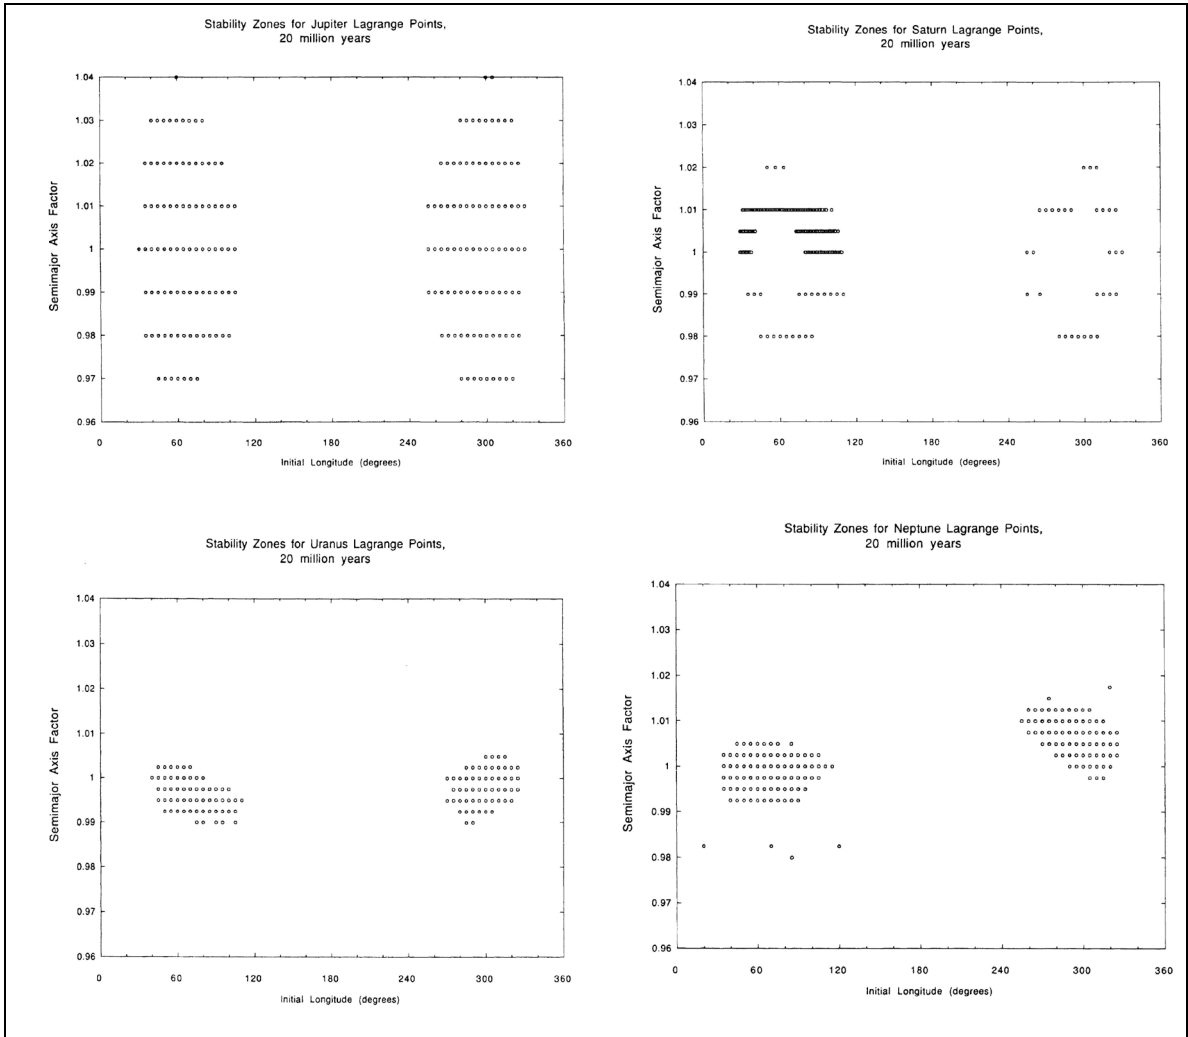 Stability Zones for Jupiter Lagrange Points,
20 million years
1.04
1.03
1.02
1.01
1
0.99
0.98
0.97
0.96
Semimajor Axis Factor
0 60 120 180 240 300 360
Initial Longitude (degrees)
Stability Zones for Saturn Lagrange Points,
20 million years
1.04
1.03
1.02
1.01
1
0.99
0.98
0.97
0.96
Semimajor Axis Factor
0 60 120 180 240 300 360
Initial Longitude (degrees)
Stability Zones for Uranus Lagrange Points,
20 million years
1.04
1.03
1.02
1.01
1
0.99
0.98
0.97
0.96
Semimajor Axis Factor
0 60 120 180 240 300 360
Initial Longitude (degrees)
Stability Zones for Neptune Lagrange Points,
20 million years
1.04
1.03
1.02
1.01
1
0.99
0.98
0.97
0.96
Semimajor Axis Factor
0 60 120 180 240 300 360
Initial Longitude (degrees)